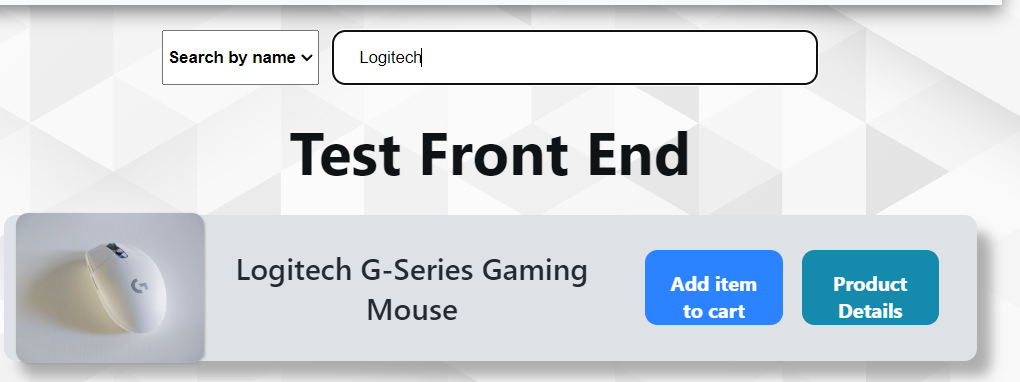 Search by name
Logitech
Test Front End
Logitech G-Series Gaming
Mouse
Add item
to cart
Product
Details